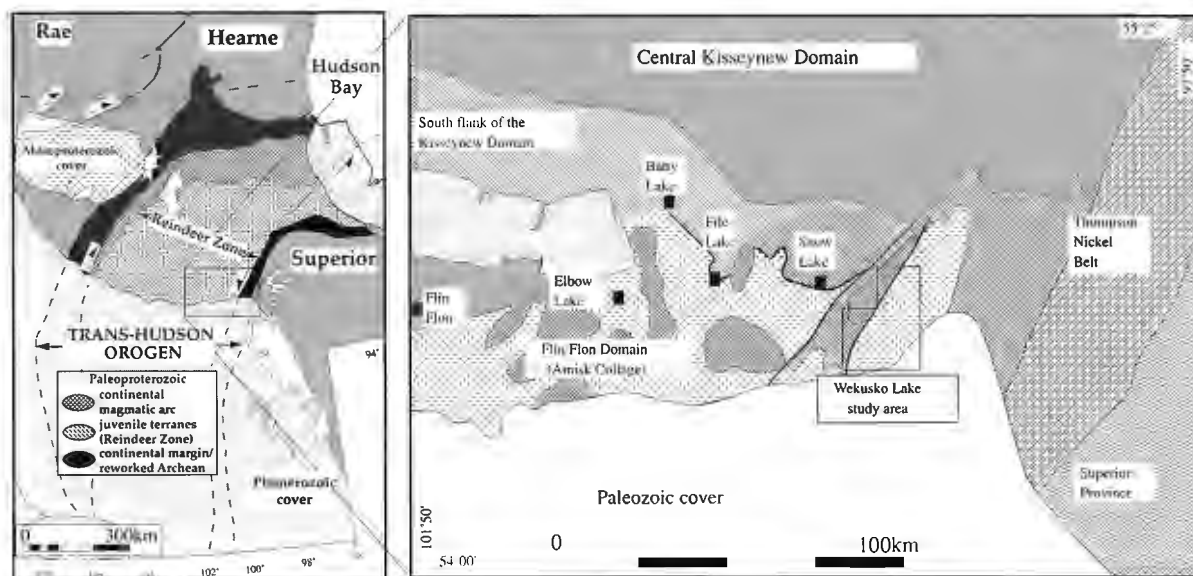 Rae
Hearne
Hudson
Bay
cover
Reindeer Zone
Superior
TRANS-HUDSON
OROGEN
94°
Paleoproterozoic
continental
magmatic arc
juvenile terranes
(Reindeer Zone)
continental margin/
reworked Archean
Phanerozoic
cover
0 300km
102° 100° 98°
Central Kisseynew Domain
South flank of the
Kisseynew Domain
Batty
Lake
File
Lake
Snow
Lake
Elbow
Lake
Flin
Flon
Flin Flon Domain
(Amisk Collage)
Thompson
Nickel
Belt
Wekusko Lake
study area
Superior
Province
Paleozoic cover
101°50'
54°00'
0 100km